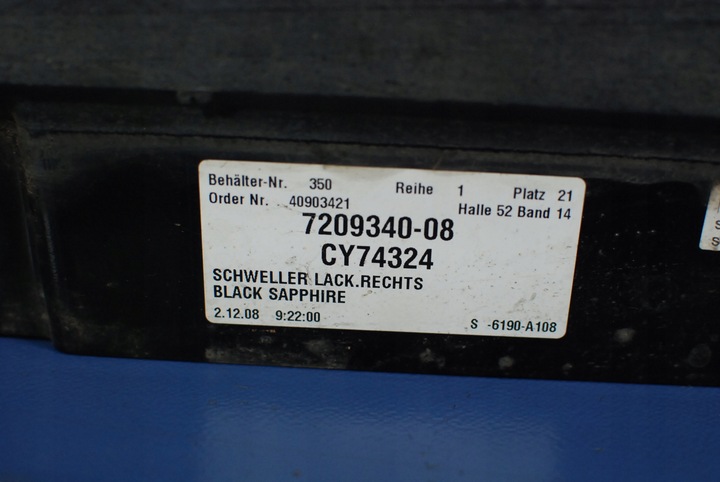 Behälter-Nr. 350 Reihe 1 Platz 21
Order Nr. 40903421 Halle 52 Band 14
7209340-08
CY74324
SCHWELLER LACK.RECHTS
BLACK SAPPHIRE
2.12.08 9:22:00 S -6190-A108